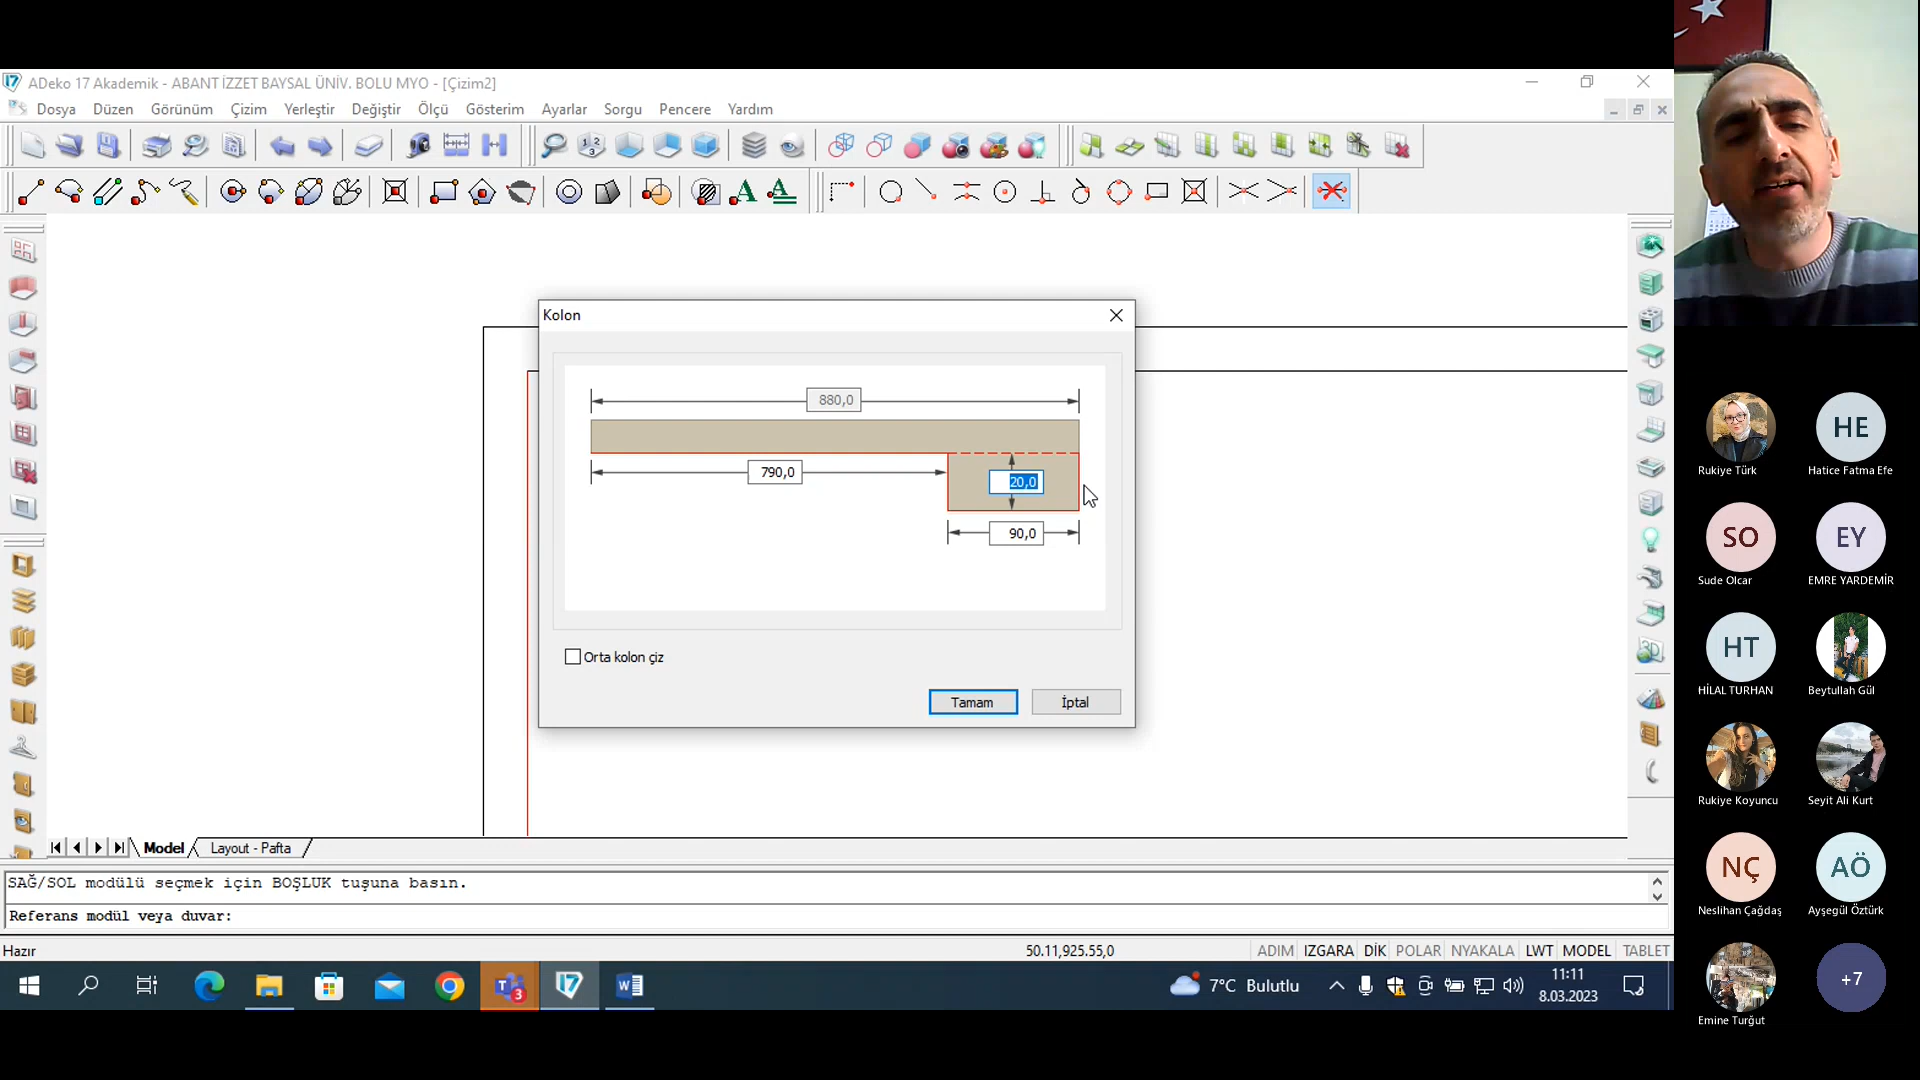 ADeko 17 Akademik - ABANT İZZET BAYSAL ÜNİV. BOLU MYO - [Çizim2]
Dosya Düzen Görünüm Çizim Yerleştir Değiştir Ölçü Gösterim Ayarlar Sorgu Pencere Yardım
Kolon
880,0
790,0
20,0
90,0
Orta kolon çiz
Tamam İptal
Model Layout - Pafta
SAĞ/SOL modülü seçmek için BOŞLUK tuşuna basın.
Referans modül veya duvar:
Hazır 50.11,925.55,0 ADIM IZGARA DİK POLAR NYAKALA LWT MODEL TABLET
7°C Bulutlu 11:11
8.03.2023
Rukiye Türk
HE
Hatice Fatma Efe
SO
Sude Olcar
EY
EMRE YARDEMİR
HT
HİLAL TURHAN
Beytullah Gül
Rukiye Koyuncu
Seyit Ali Kurt
NÇ
Neslihan Çağdaş
AÖ
Ayşegül Öztürk
Emine Turğut
+7
3D